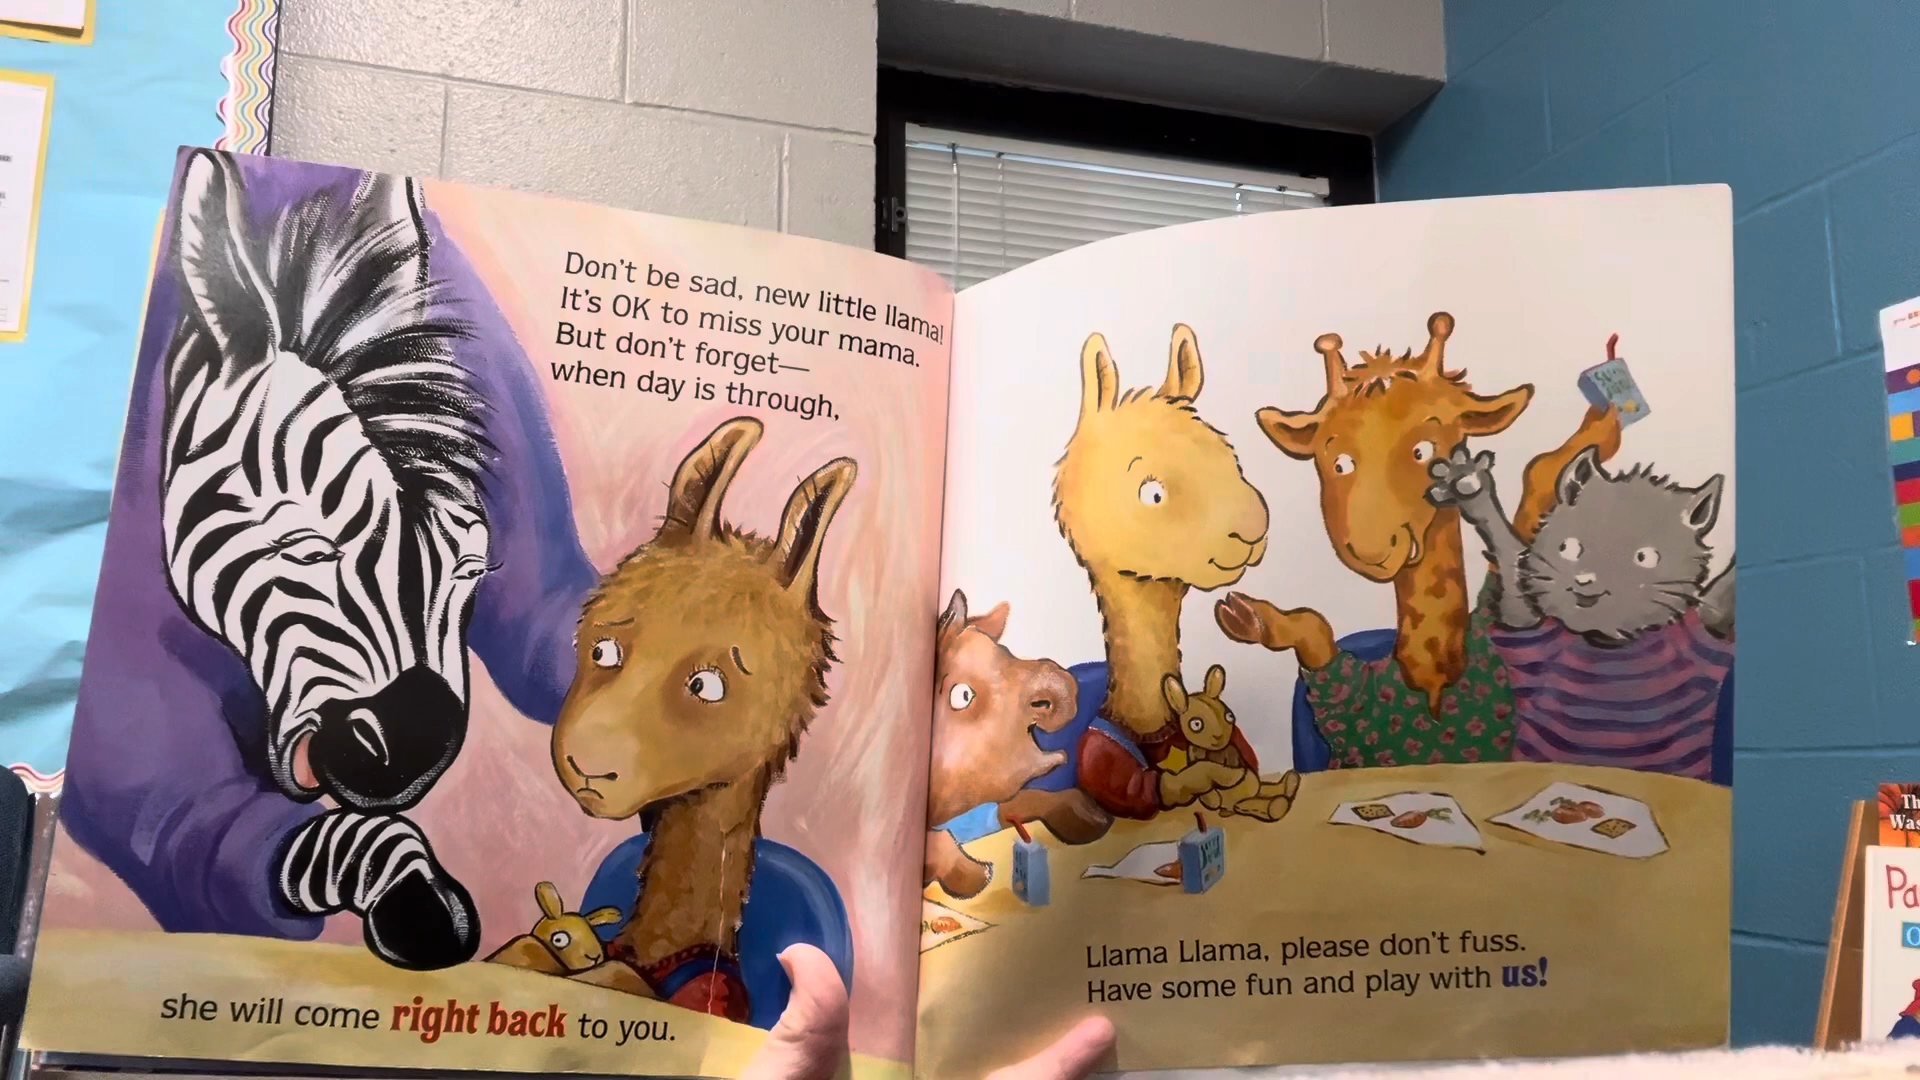 Don't be sad, new little llama!
It's OK to miss your mama.
But don't forget—
when day is through,
she will come right back to you.
Llama Llama, please don't fuss.
Have some fun and play with us!